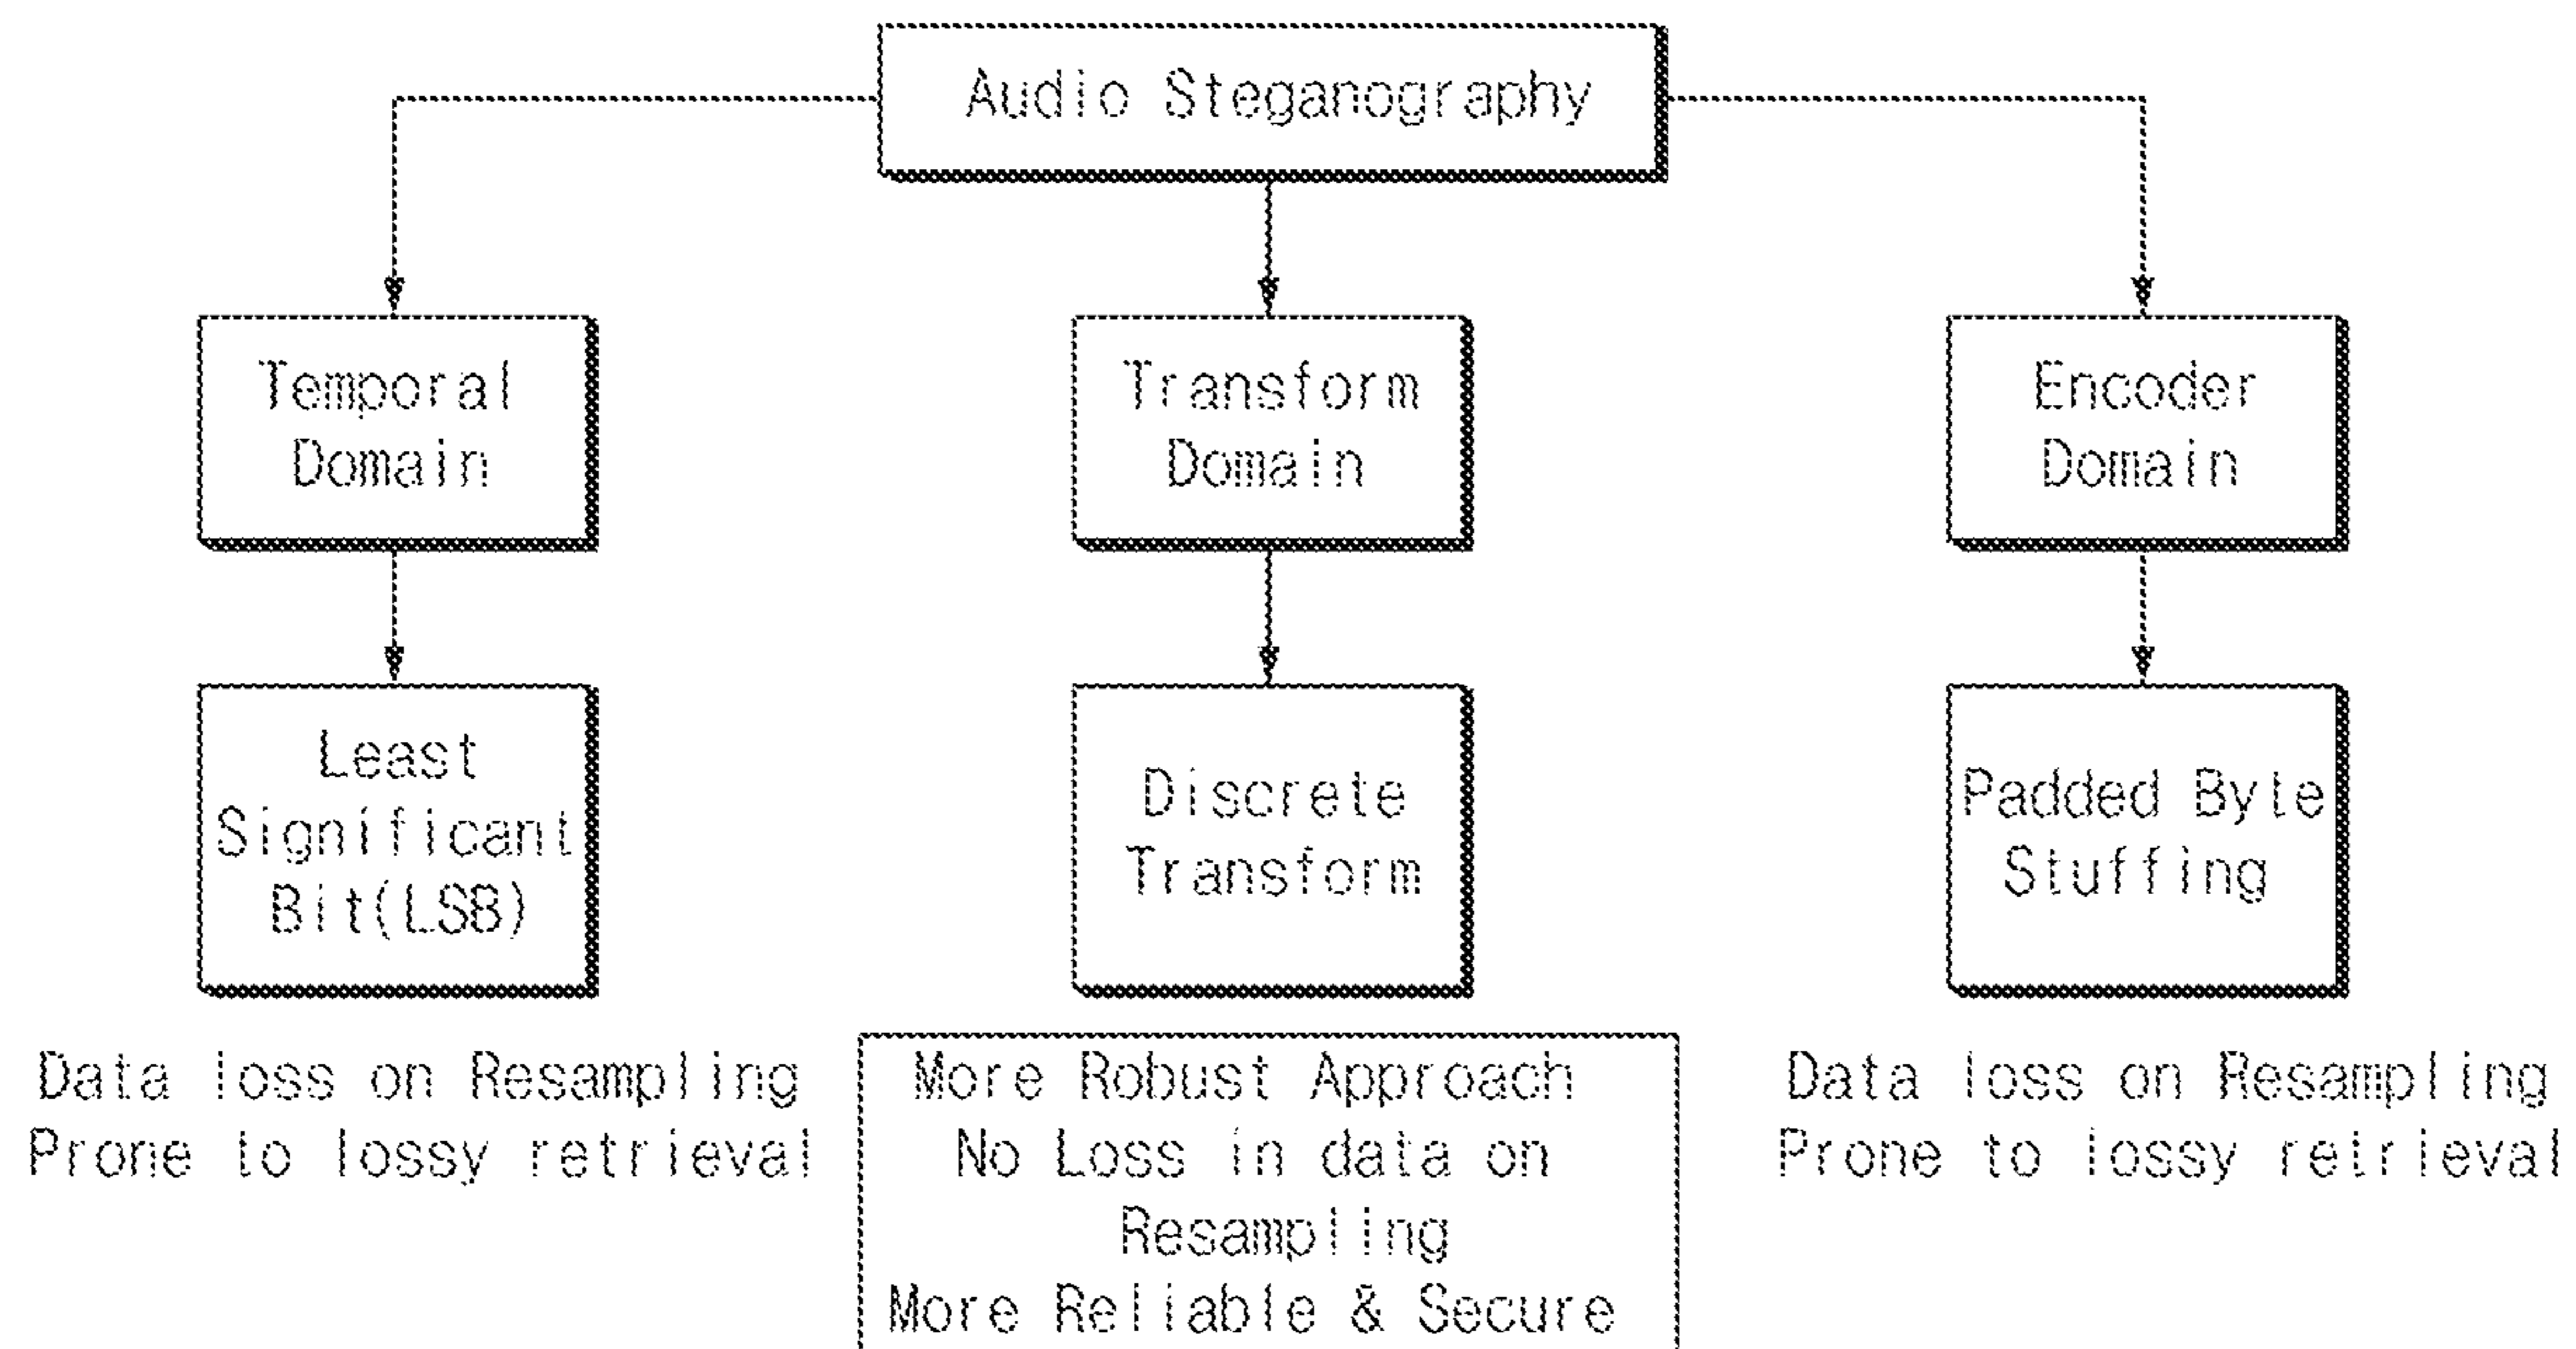 Audio Steganography
Temporal
Domain
Transform
Domain
Encoder
Domain
Least
Significant
Bit(LSB)
Discrete
Transform
Padded Byte
Stuffing
Data loss on Resampling
Prone to lossy retrieval
More Robust Approach
No Loss in data on
Resampling
More Reliable & Secure
Data loss on Resampling
Prone to lossy retrieval